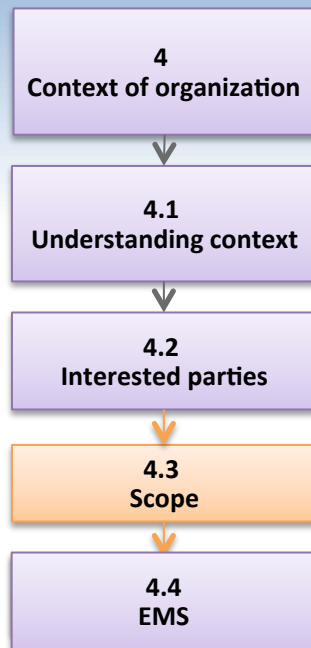 4
Context of organization
4.1
Understanding context
4.2
Interested parties
4.3
Scope
4.4
EMS